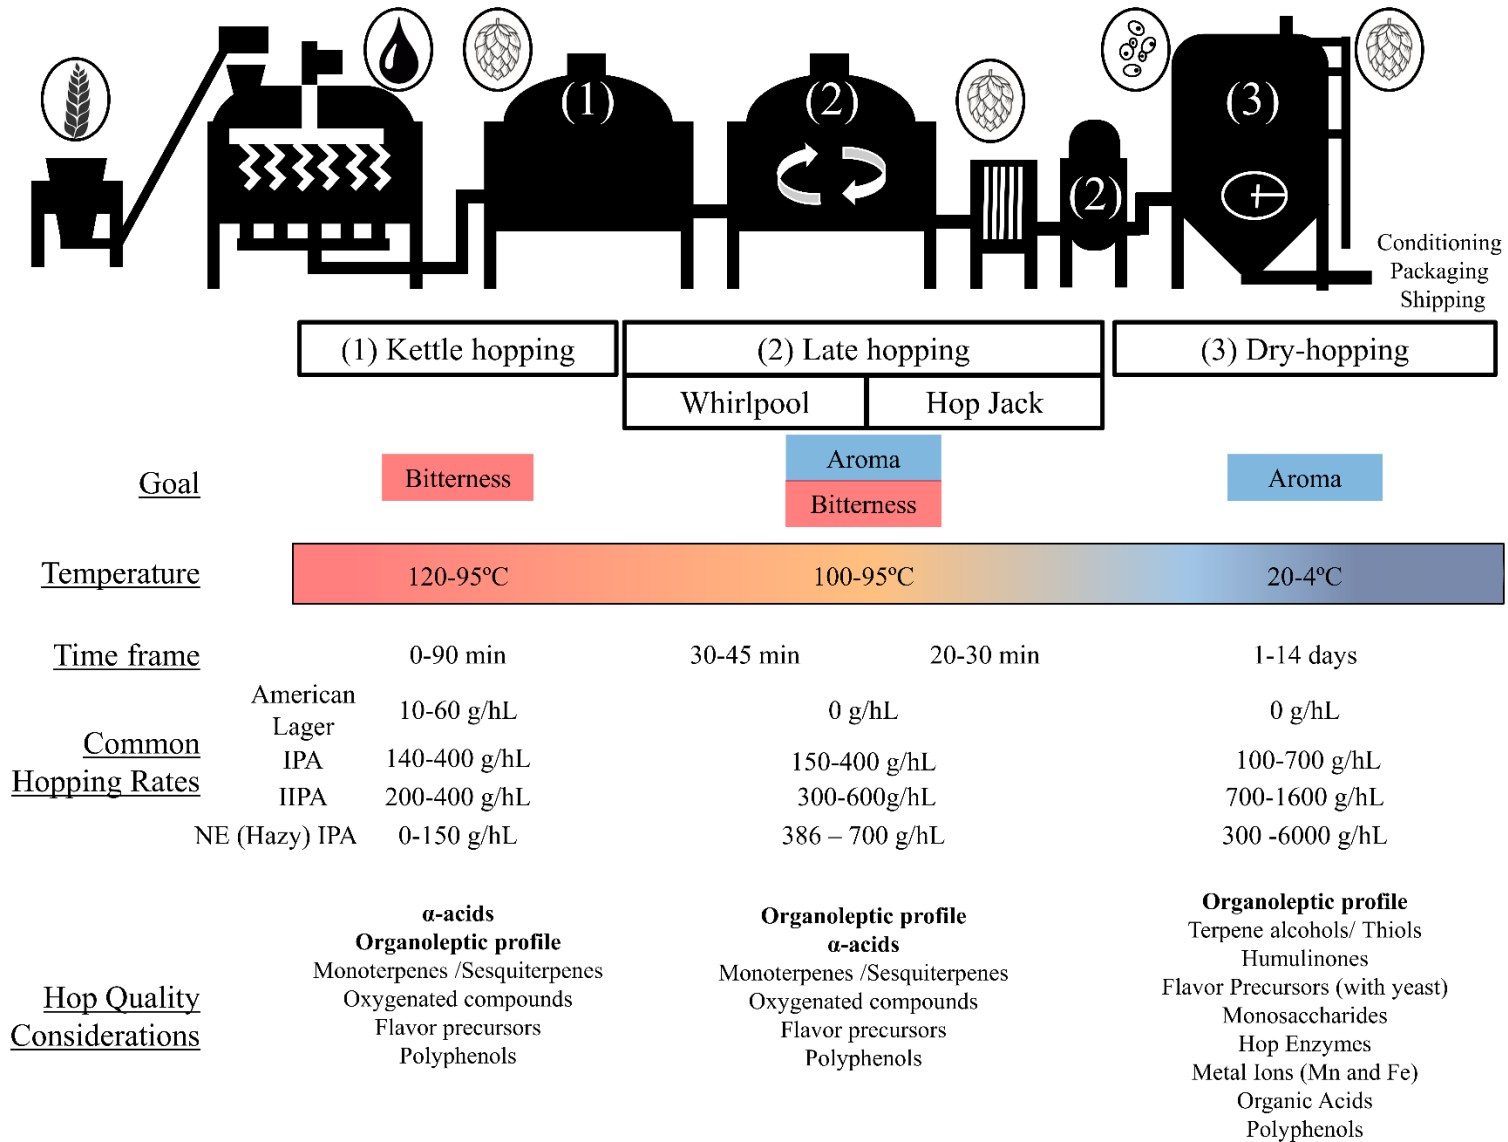 (1)
(2)
(3)
(2)
Conditioning
Packaging
Shipping
(1) Kettle hopping
(2) Late hopping
(3) Dry-hopping
Whirlpool
Hop Jack
Goal
Bitterness
Aroma
Bitterness
Aroma
Temperature
120-95ºC
100-95ºC
20-4ºC
Time frame
0-90 min
30-45 min
20-30 min
1-14 days
Common
Hopping Rates
American
Lager
10-60 g/hL
0 g/hL
0 g/hL
IPA
140-400 g/hL
150-400 g/hL
100-700 g/hL
IIPA
200-400 g/hL
300-600g/hL
700-1600 g/hL
NE (Hazy) IPA
0-150 g/hL
386 – 700 g/hL
300 -6000 g/hL
Hop Quality
Considerations
α-acids
Organoleptic profile
Monoterpenes /Sesquiterpenes
Oxygenated compounds
Flavor precursors
Polyphenols
Organoleptic profile
α-acids
Monoterpenes /Sesquiterpenes
Oxygenated compounds
Flavor precursors
Polyphenols
Organoleptic profile
Terpene alcohols/ Thiols
Humulinones
Flavor Precursors (with yeast)
Monosaccharides
Hop Enzymes
Metal Ions (Mn and Fe)
Organic Acids
Polyphenols